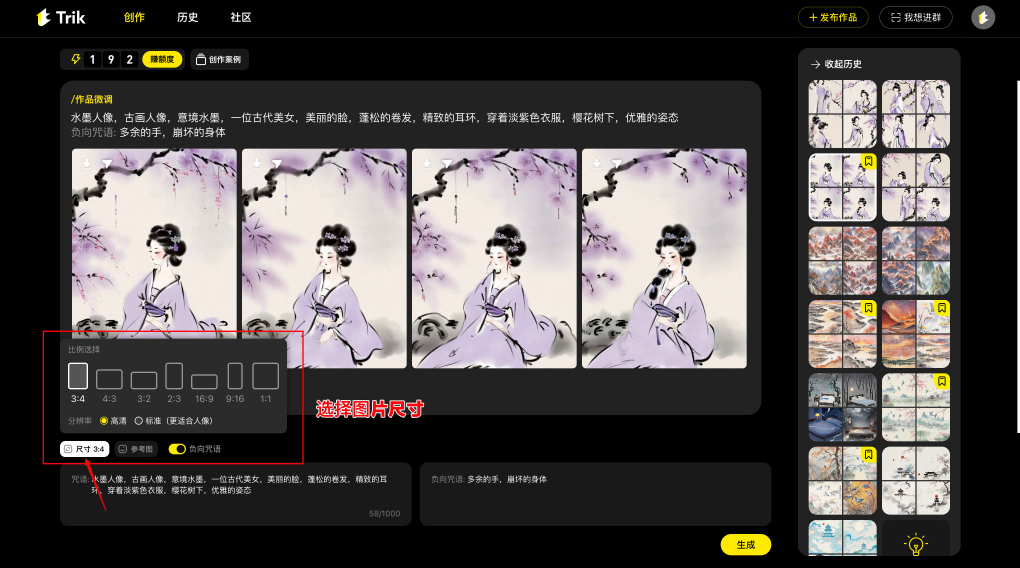 Trik
创作
历史
社区
发布作品
我想进群
1 9 2
赚额度
创作案例
收起历史
/作品微调
水墨人像，古画人像，意境水墨，一位古代美女，美丽的脸，蓬松的卷发，精致的耳环，穿着淡紫色衣服，樱花树下，优雅的姿态
负向咒语: 多余的手，崩坏的身体
比例选择
3:4
4:3
3:2
2:3
16:9
9:16
1:1
分辨率
高清
标准（更适合人像）
选择图片尺寸
尺寸 3:4
参考图
负向咒语
咒语: 水墨人像，古画人像，意境水墨，一位古代美女，美丽的脸，蓬松的卷发，精致的耳
环，穿着淡紫色衣服，樱花树下，优雅的姿态
58/1000
负向咒语: 多余的手，崩坏的身体
生成